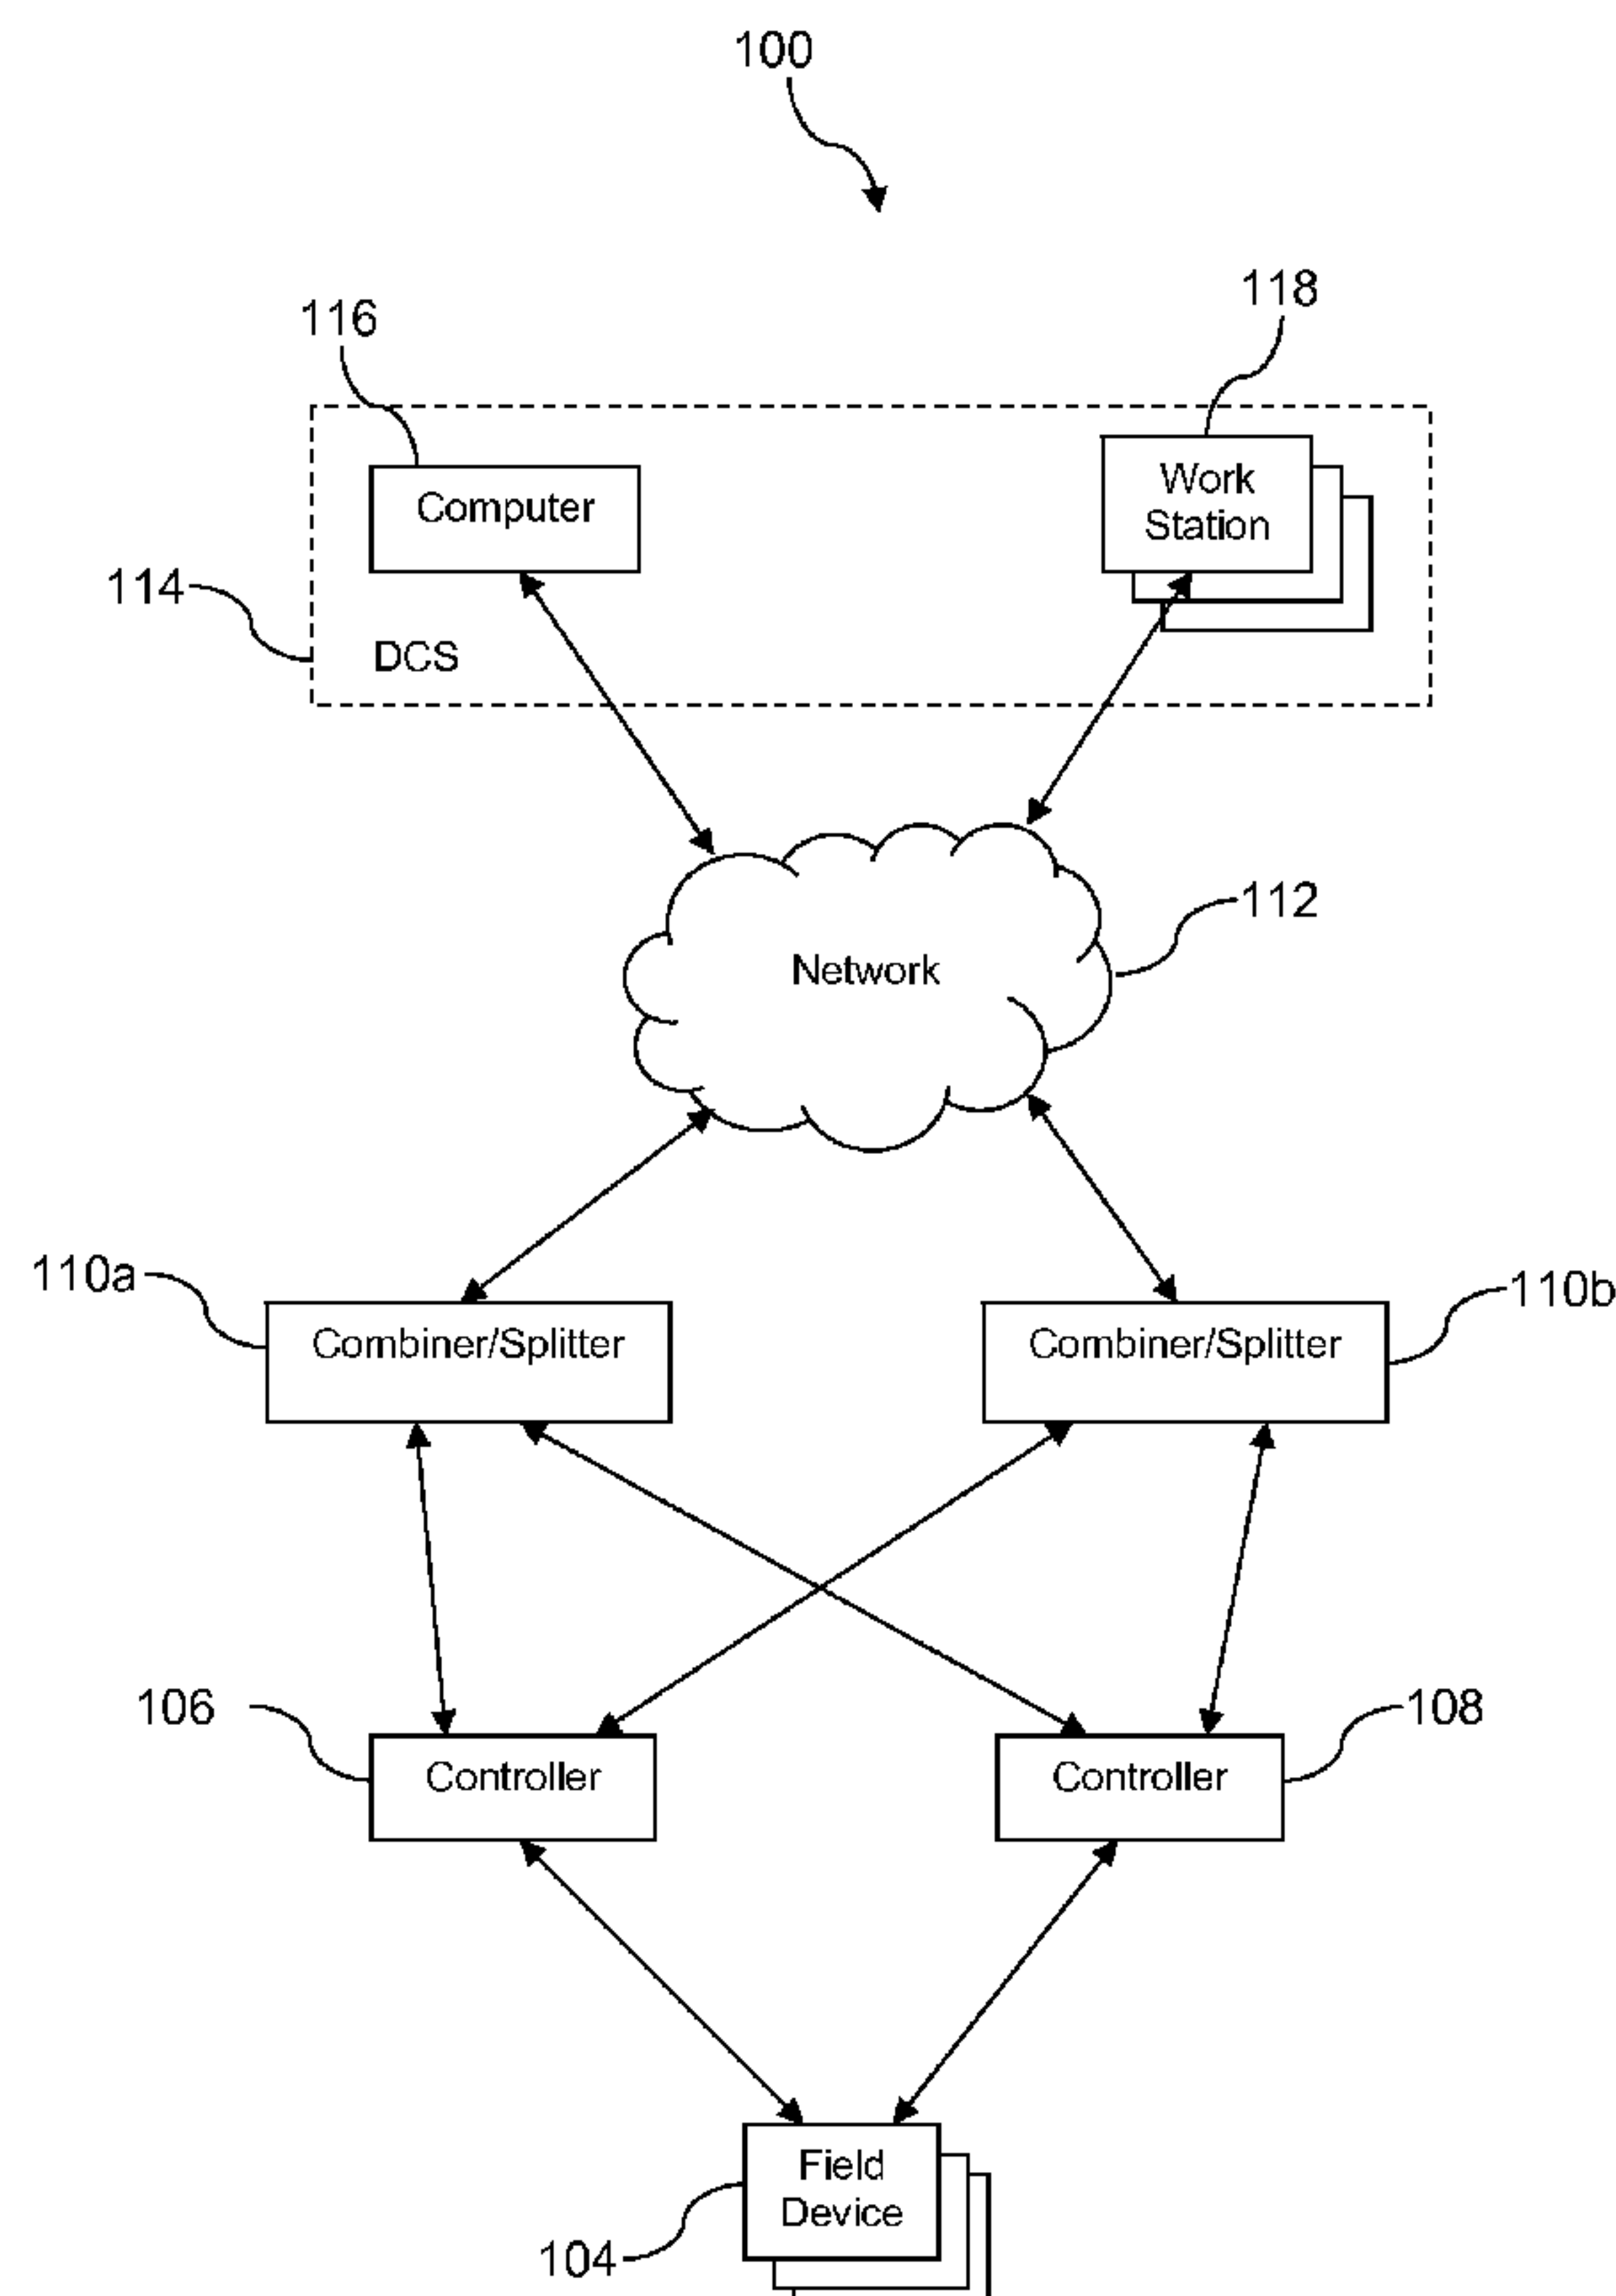 100
116
118
Computer
Work
Station
114
DCS
112
Network
110a
110b
Combiner/Splitter
Combiner/Splitter
106
108
Controller
Controller
Field
Device
104